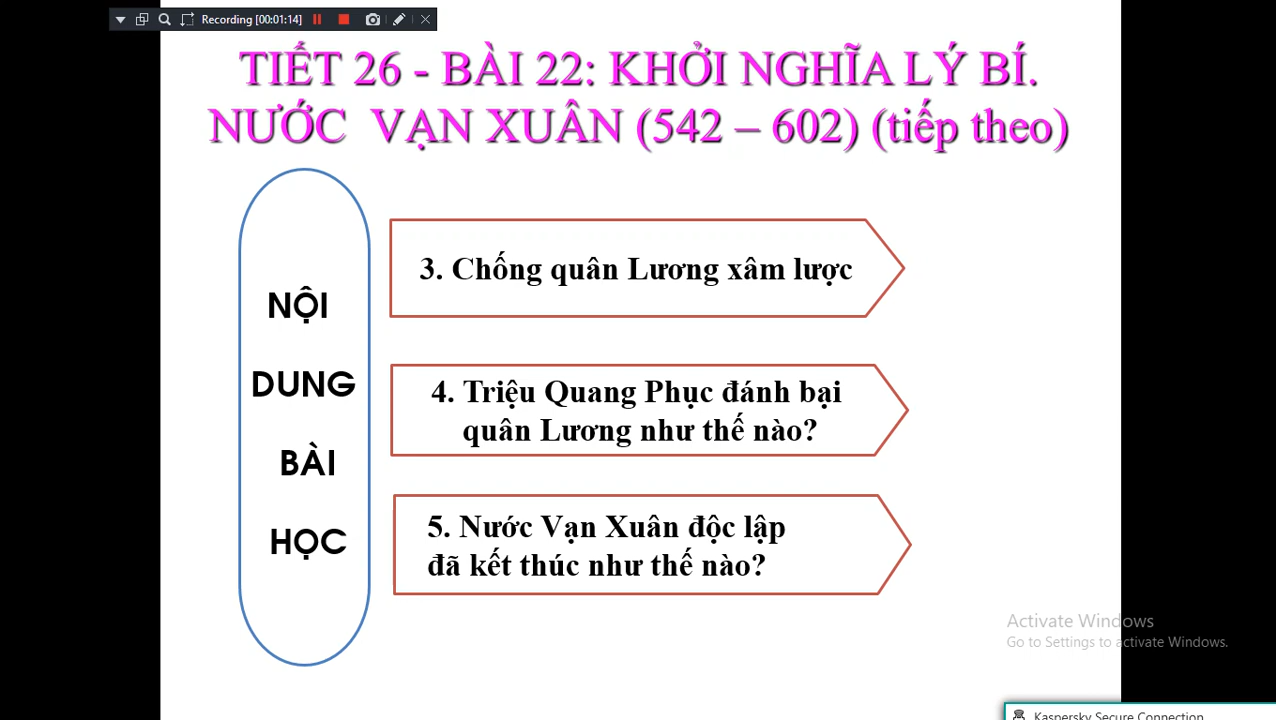 Recording [00:01:14]
TIẾT 26 - BÀI 22: KHỞI NGHĨA LÝ BÍ.
NƯỚC VẠN XUÂN (542 – 602) (tiếp theo)
NỘI
DUNG
BÀI
HỌC
3. Chống quân Lương xâm lược
4. Triệu Quang Phục đánh bại
quân Lương như thế nào?
5. Nước Vạn Xuân độc lập
đã kết thúc như thế nào?
Activate Windows
Go to Settings to activate Windows.
Kaspersky Secure Connection